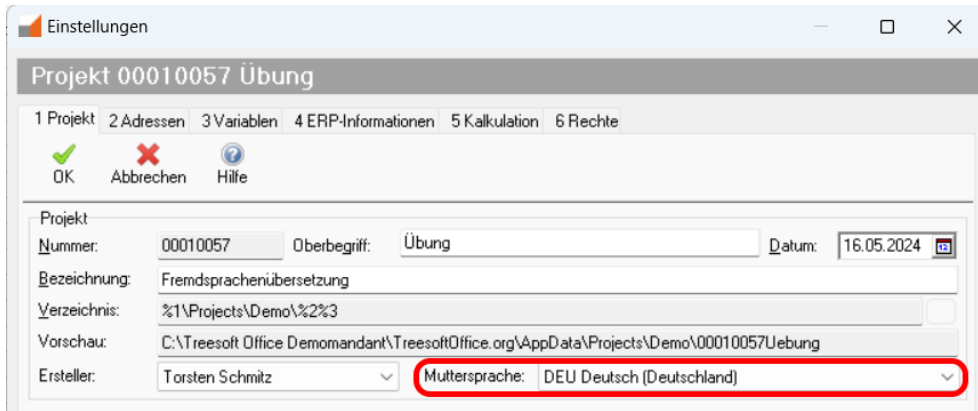 Einstellungen
Projekt 00010057 Übung
1 Projekt 2 Adressen 3 Variablen 4 ERP-Informationen 5 Kalkulation 6 Rechte
OK Abbrechen Hilfe
Projekt
Nummer: 00010057 Oberbegriff: Übung Datum: 16.05.2024 12
Bezeichnung: Fremdsprachenübersetzung
Verzeichnis: %1\Projects\Demo\%2%3
Vorschau: C:\Treesoft Office Demomandant\TreesoftOffice.org\AppData\Projects\Demo\00010057Uebung
Ersteller: Torsten Schmitz Muttersprache: DEU Deutsch (Deutschland)